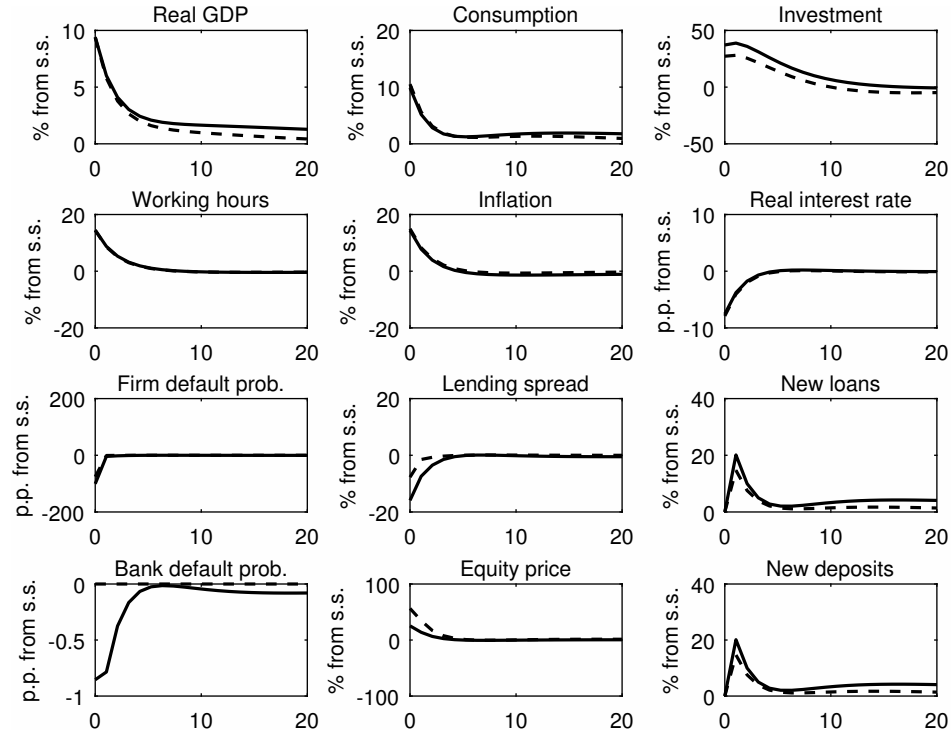 Real GDP
% from s.s.
10
5
0
0 10 20
Consumption
% from s.s.
20
10
0
0 10 20
Investment
% from s.s.
50
0
-50
0 10 20
Working hours
% from s.s.
20
0
-20
0 10 20
Inflation
% from s.s.
20
0
-20
0 10 20
Real interest rate
p.p. from s.s.
10
0
-10
0 10 20
Firm default prob.
p.p. from s.s.
200
0
-200
0 10 20
Lending spread
% from s.s.
20
0
-20
0 10 20
New loans
% from s.s.
40
20
0
0 10 20
Bank default prob.
p.p. from s.s.
0
-0.5
-1
0 10 20
Equity price
% from s.s.
100
0
-100
0 10 20
New deposits
% from s.s.
40
20
0
0 10 20